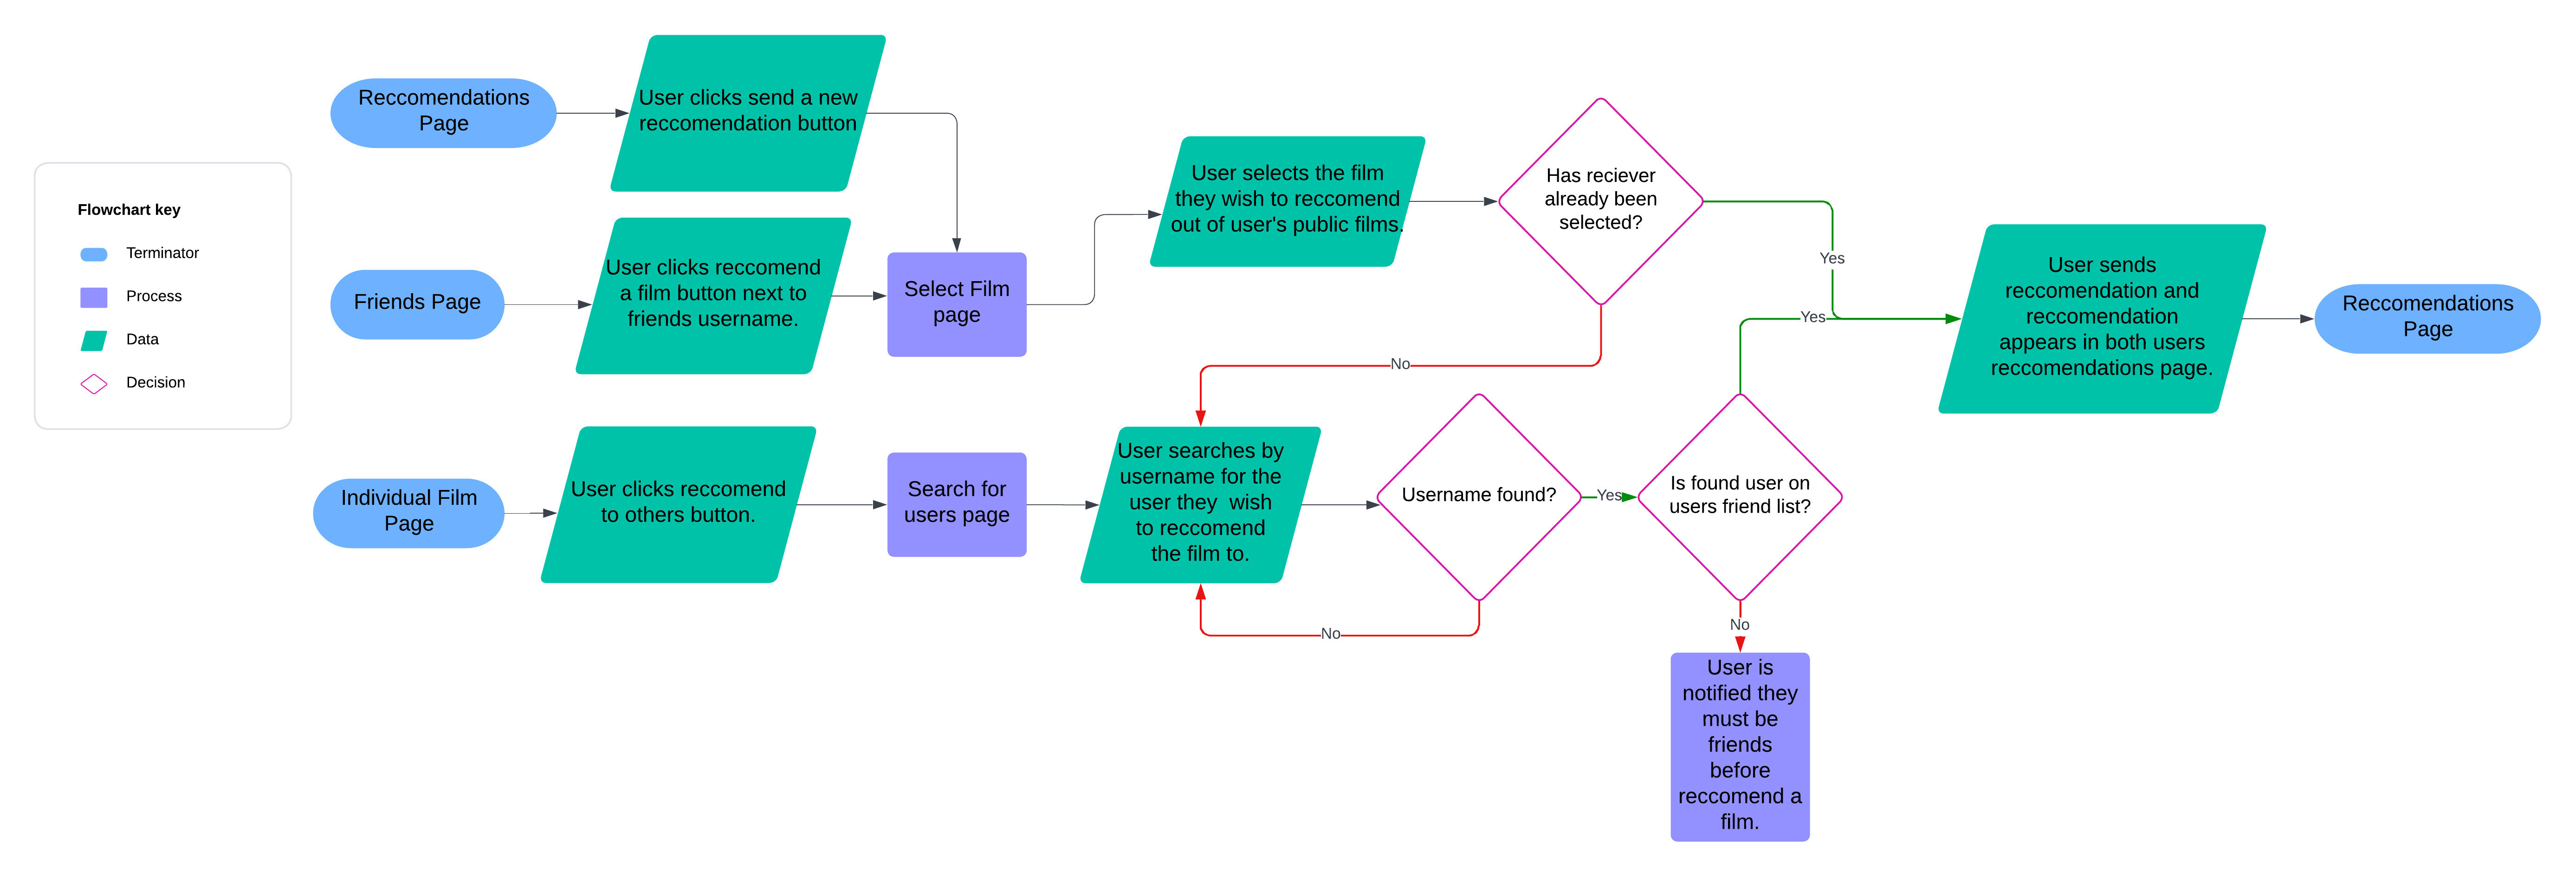 Reccomendations
Page
User clicks send a new
reccomendation button
Flowchart key
Terminator
Process
Data
Decision
Friends Page
User clicks reccomend
a film button next to
friends username.
Select Film
page
User selects the film
they wish to reccomend
out of user's public films.
Has reciever
already been
selected?
Yes
No
Yes
User sends
reccomendation and
reccomendation
appears in both users
reccomendations page.
Reccomendations
Page
Individual Film
Page
User clicks reccomend
to others button.
Search for
users page
User searches by
username for the
user they  wish
to reccomend
the film to.
Username found?
Yes
No
Is found user on
users friend list?
No
User is
notified they
must be
friends
before
reccomend a
film.